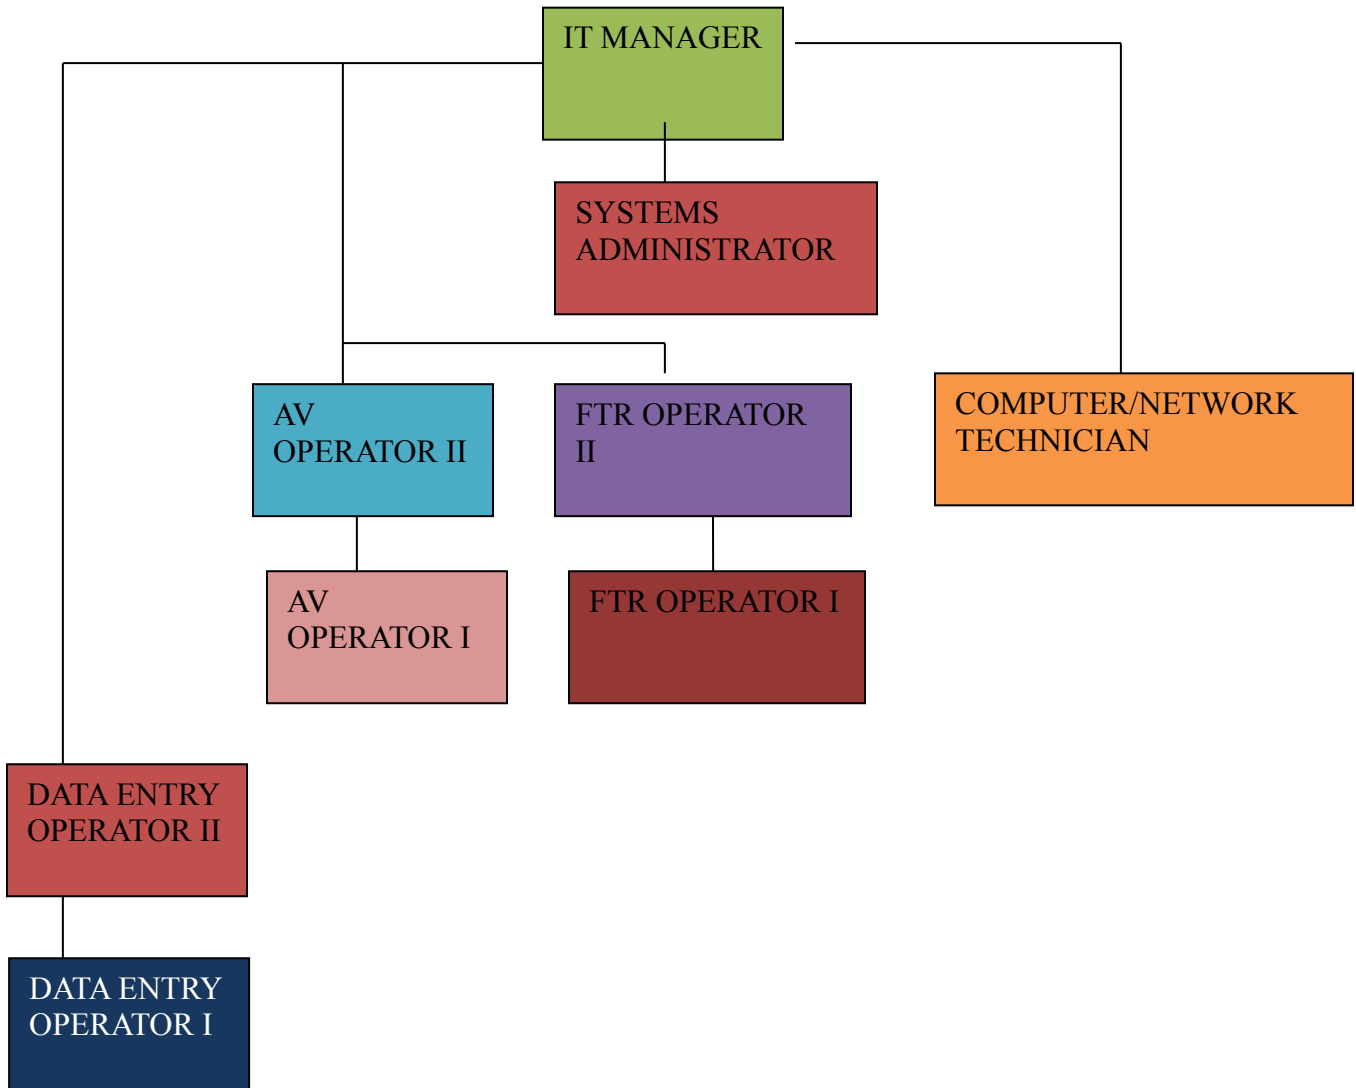 IT MANAGER
SYSTEMS
ADMINISTRATOR
AV
OPERATOR II
FTR OPERATOR
II
COMPUTER/NETWORK
TECHNICIAN
AV
OPERATOR I
FTR OPERATOR I
DATA ENTRY
OPERATOR II
DATA ENTRY
OPERATOR I